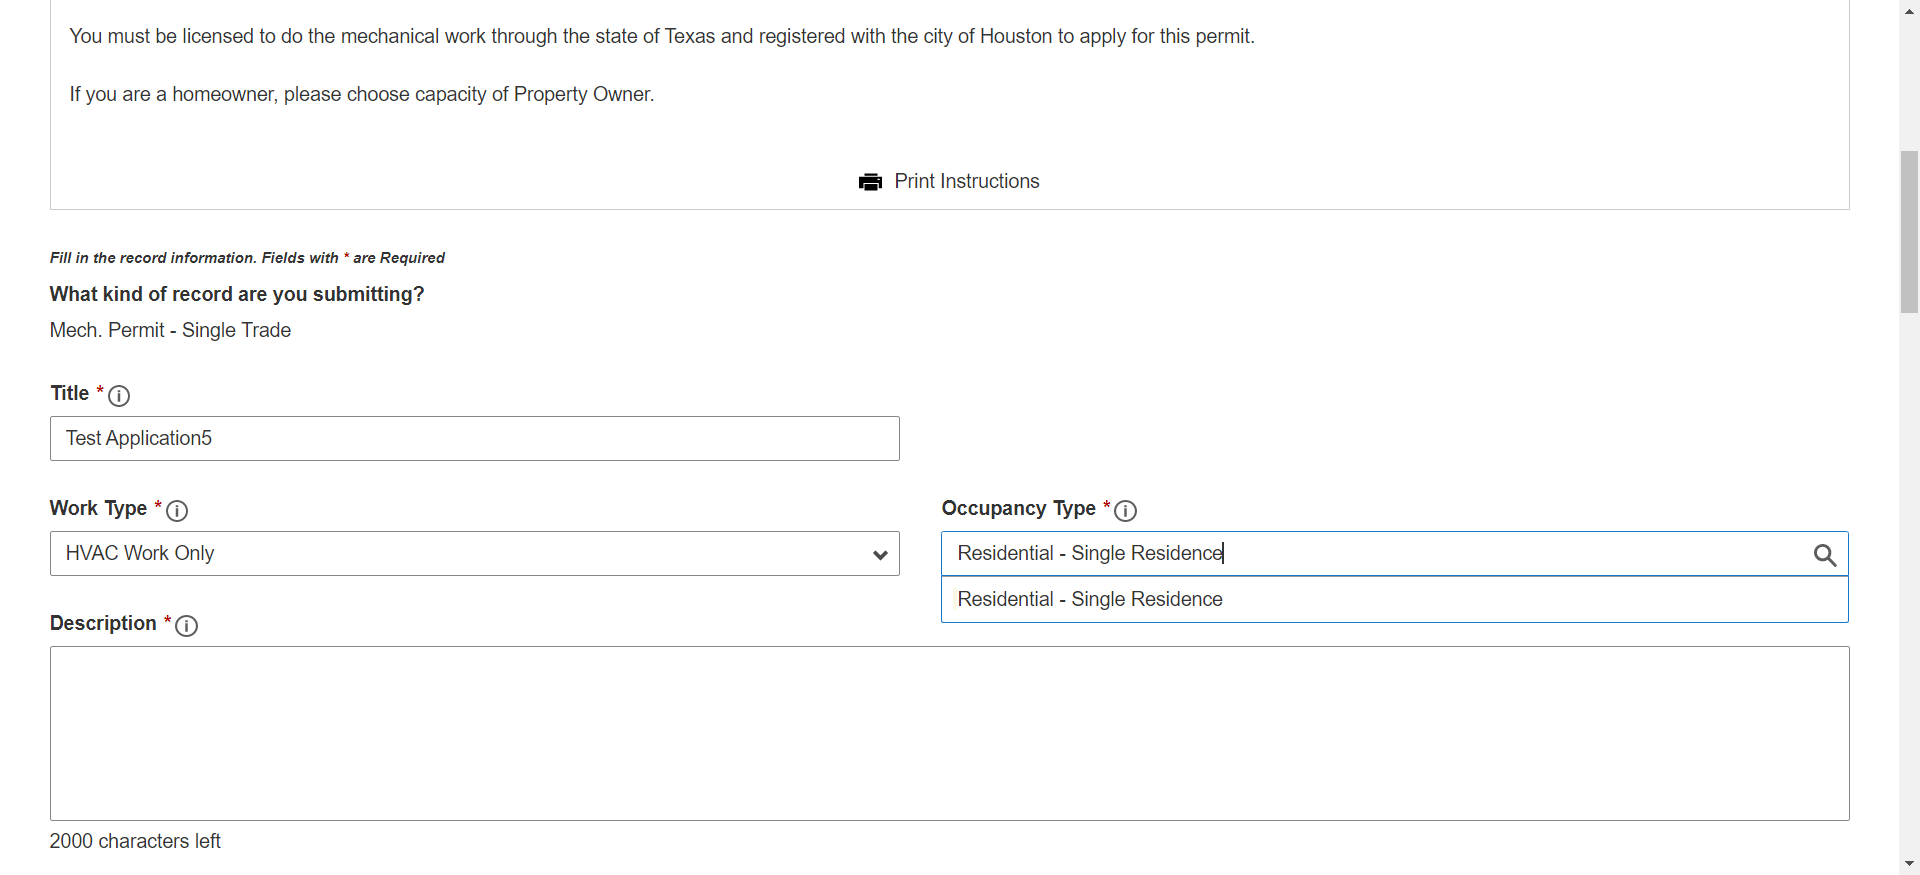 You must be licensed to do the mechanical work through the state of Texas and registered with the city of Houston to apply for this permit.
If you are a homeowner, please choose capacity of Property Owner.
Print Instructions
Fill in the record information. Fields with * are Required
What kind of record are you submitting?
Mech. Permit - Single Trade
Title *
Test Application5
Work Type *
HVAC Work Only
Occupancy Type *
Residential - Single Residence
Residential - Single Residence
Description *
2000 characters left